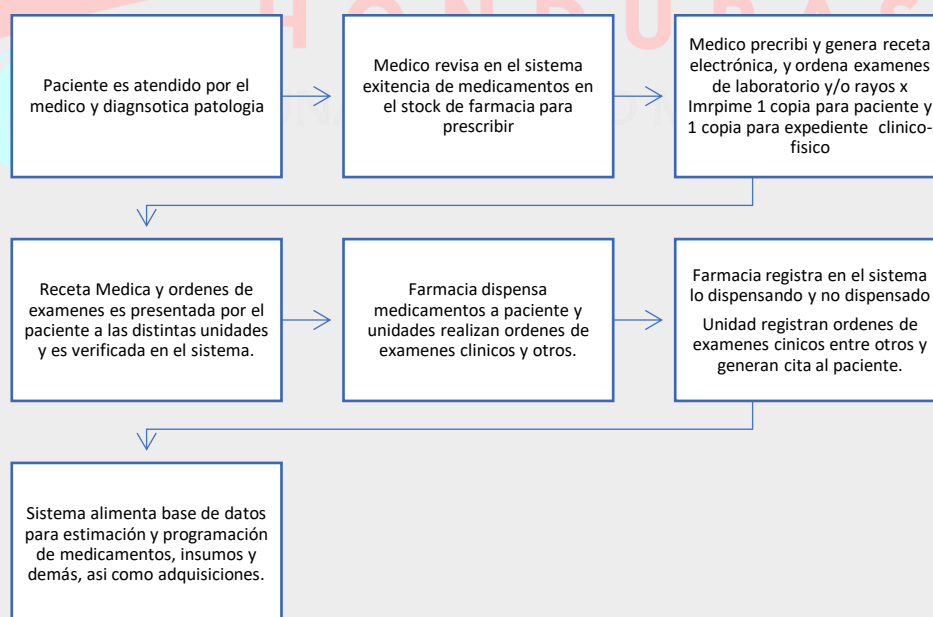 HONDURAS
Paciente es atendido por el
medico y diagnsotica patologia
Medico revisa en el sistema
exitencia de medicamentos en
el stock de farmacia para
prescribir
Medico precribi y genera receta
electrónica, y ordena examenes
de laboratorio y/o rayos x
Imrpime 1 copia para paciente y
1 copia para expediente clinico-
fisico
Receta Medica y ordenes de
examenes es presentada por el
paciente a las distintas unidades
y es verificada en el sistema.
Farmacia dispensa
medicamentos a paciente y
unidades realizan ordenes de
examenes clinicos y otros.
Farmacia registra en el sistema
lo dispensando y no dispensado
Unidad registran ordenes de
examenes cínicos entre otros y
generan cita al paciente.
Sistema alimenta base de datos
para estimación y programación
de medicamentos, insumos y
demás, asi como adquisiciones.